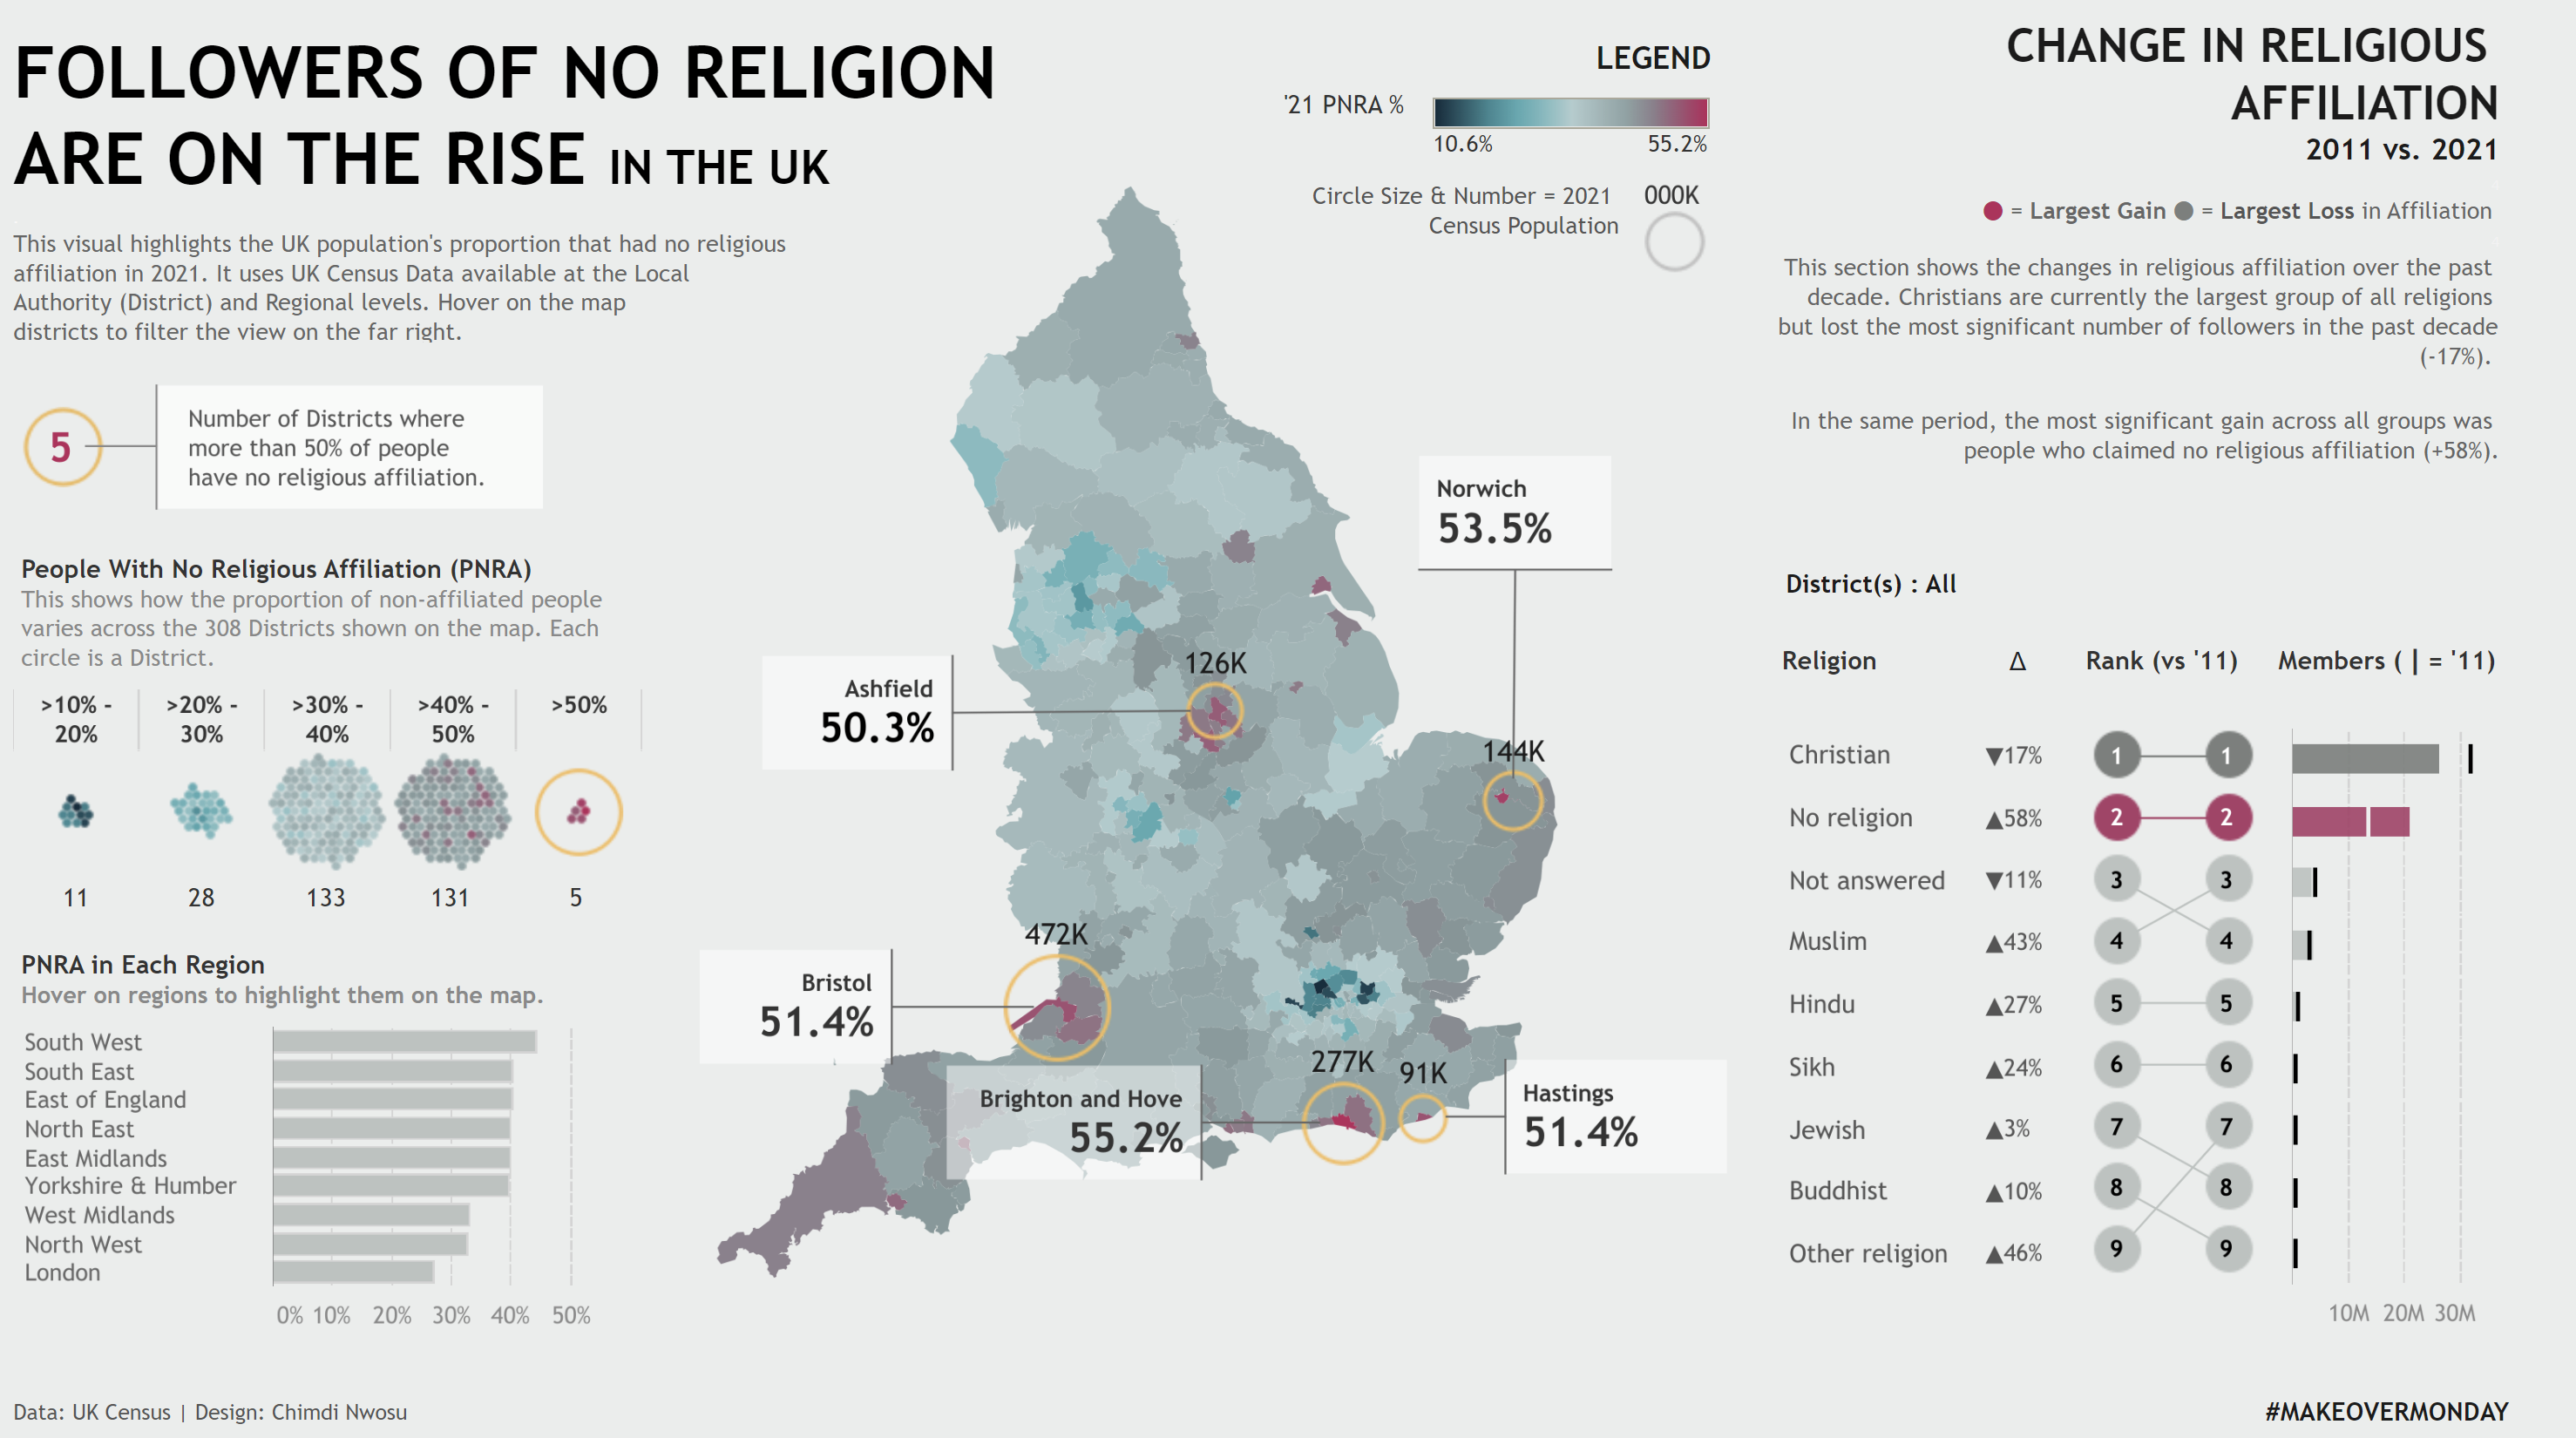 FOLLOWERS OF NO RELIGION
ARE ON THE RISE IN THE UK
This visual highlights the UK population's proportion that had no religious
affiliation in 2021. It uses UK Census Data available at the Local
Authority (District) and Regional levels. Hover on the map
districts to filter the view on the far right.
5
Number of Districts where
more than 50% of people
have no religious affiliation.
People With No Religious Affiliation (PNRA)
This shows how the proportion of non-affiliated people
varies across the 308 Districts shown on the map. Each
circle is a District.
>10% - 20%
>20% - 30%
>30% - 40%
>40% - 50%
>50%
11 28 133 131 5
PNRA in Each Region
Hover on regions to highlight them on the map.
South West
South East
East of England
North East
East Midlands
Yorkshire & Humber
West Midlands
North West
London
0% 10% 20% 30% 40% 50%
Data: UK Census | Design: Chimdi Nwosu
LEGEND
'21 PNRA %
10.6% 55.2%
Circle Size & Number = 2021 000K
Census Population
Norwich
53.5%
144K
Ashfield
50.3%
126K
Bristol
51.4%
472K
Brighton and Hove
55.2%
277K
Hastings
51.4%
91K
CHANGE IN RELIGIOUS
AFFILIATION
2011 vs. 2021
= Largest Gain = Largest Loss in Affiliation
This section shows the changes in religious affiliation over the past
decade. Christians are currently the largest group of all religions
but lost the most significant number of followers in the past decade
(-17%).
In the same period, the most significant gain across all groups was
people who claimed no religious affiliation (+58%).
District(s) : All
Religion Δ Rank (vs '11) Members ( | = '11)
Christian ▼17% 1 1
No religion ▲58% 2 2
Not answered ▼11% 3 3
Muslim ▲43% 4 4
Hindu ▲27% 5 5
Sikh ▲24% 6 6
Jewish ▲3% 7 7
Buddhist ▲10% 8 8
Other religion ▲46% 9 9
10M 20M 30M
#MAKEOVERMONDAY